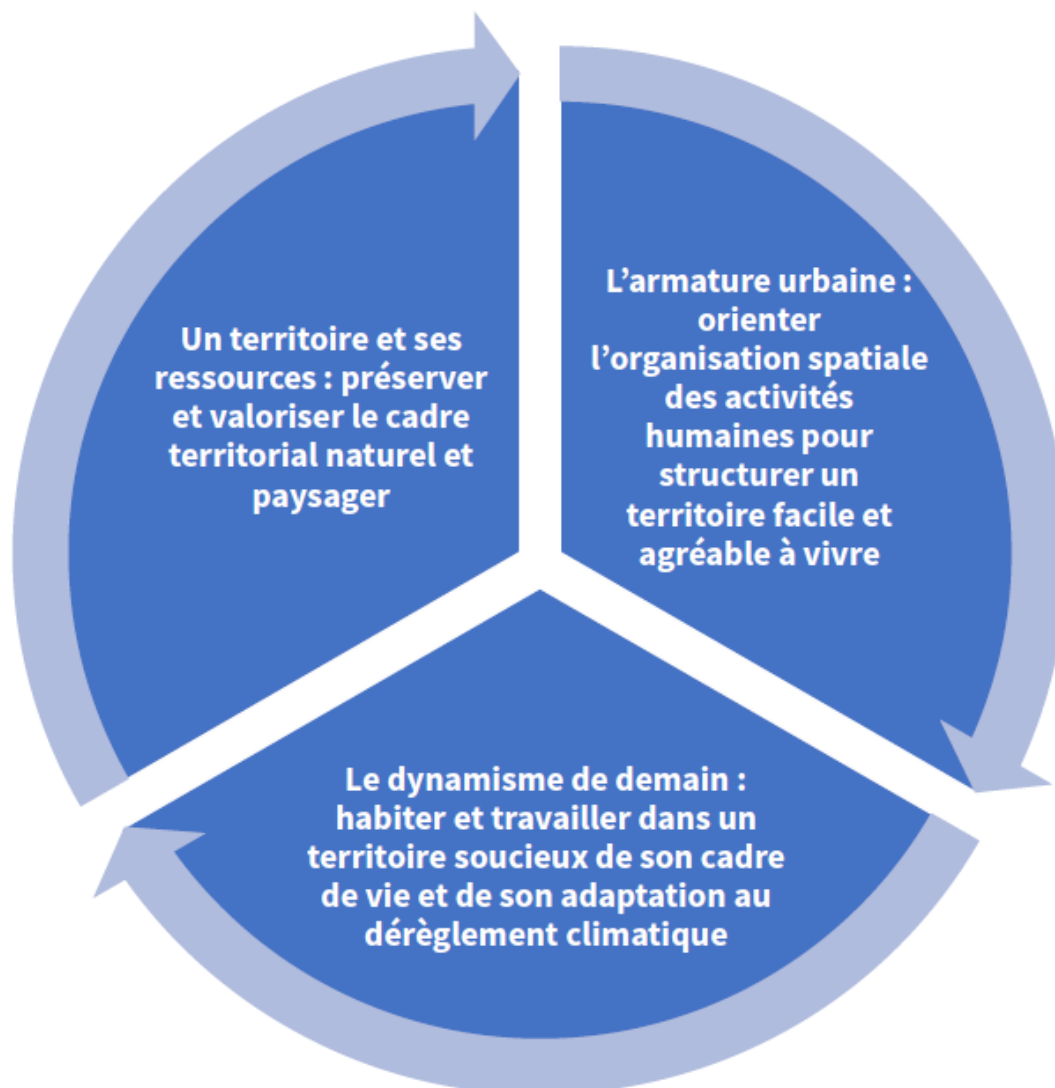 Un territoire et ses
ressources : préserver
et valoriser le cadre
territorial naturel et
paysager
L’armature urbaine :
orienter
l’organisation spatiale
des activités
humaines pour
structurer un
territoire facile et
agréable à vivre
Le dynamisme de demain :
habiter et travailler dans un
territoire soucieux de son cadre
de vie et de son adaptation au
dérèglement climatique